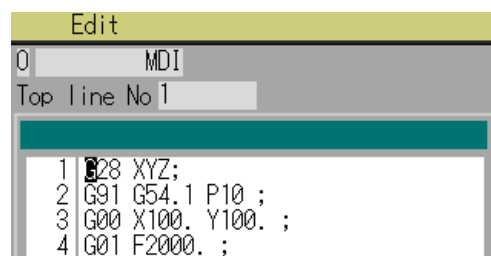 Edit
O MDI
Top line No 1
1 G28 XYZ;
2 G91 G54.1 P10 ;
3 G00 X100. Y100. ;
4 G01 F2000. ;